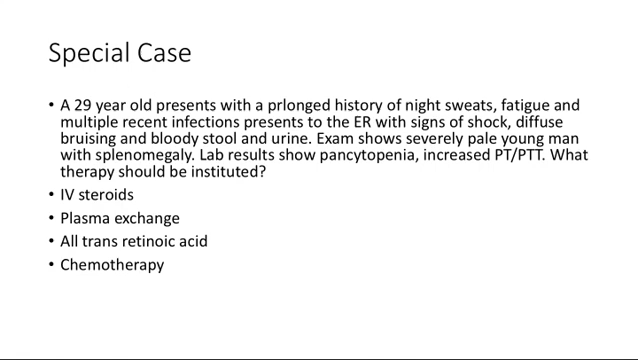 Special Case
• A 29 year old presents with a prlonged history of night sweats, fatigue and
multiple recent infections presents to the ER with signs of shock, diffuse
bruising and bloody stool and urine. Exam shows severely pale young man
with splenomegaly. Lab results show pancytopenia, increased PT/PTT. What
therapy should be instituted?
• IV steroids
• Plasma exchange
• All trans retinoic acid
• Chemotherapy